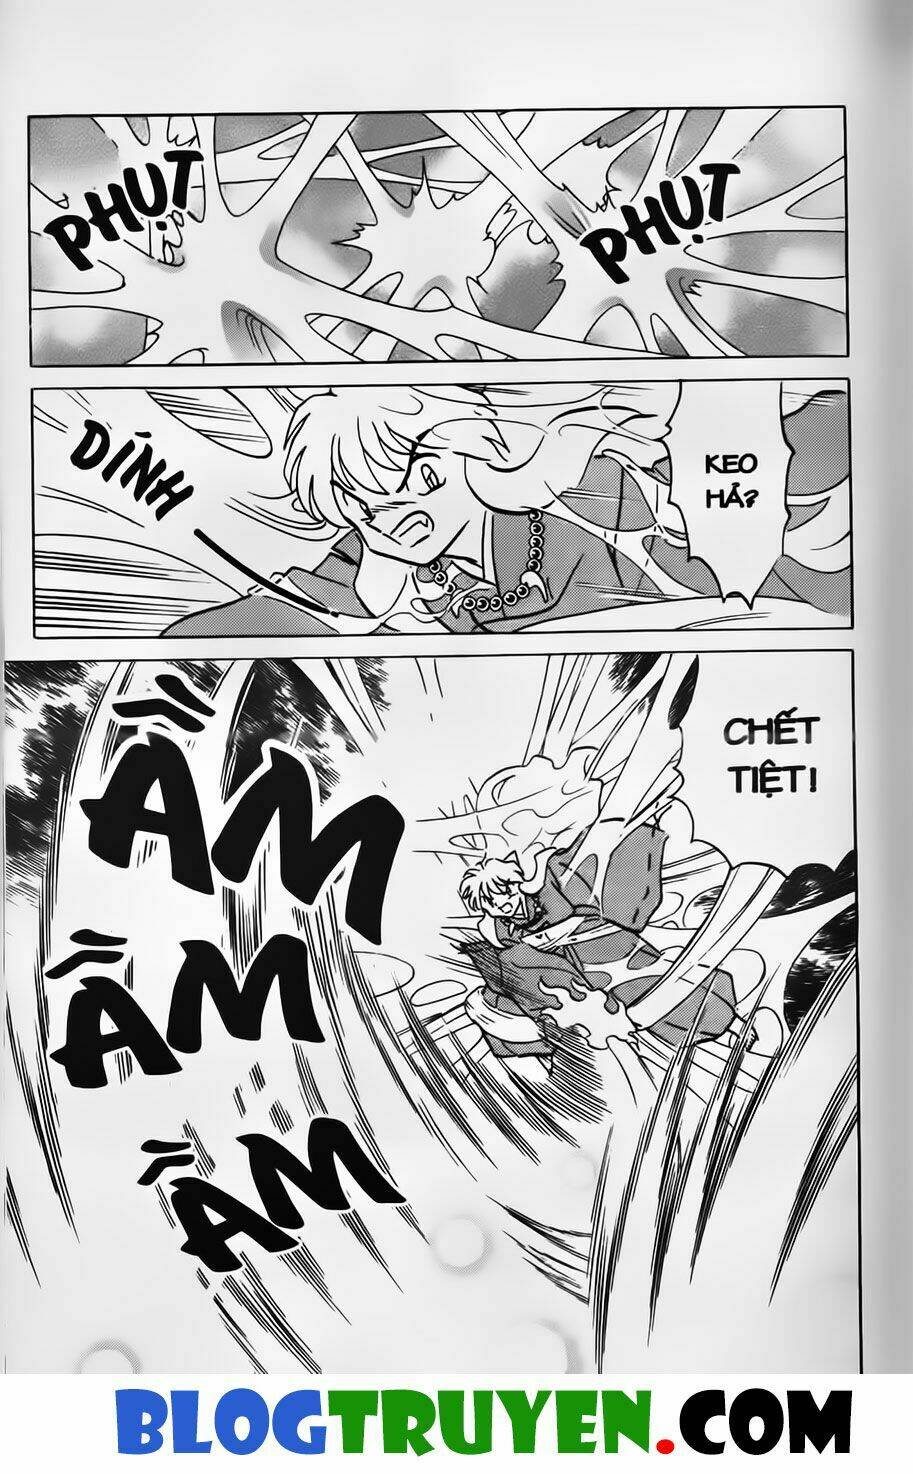 PHỤT
PHỤT
DÍNH
KEO
HẢ?
CHẾT
TIỆT!
ẦM
ẦM
ẦM
BLOGTRUYEN.COM